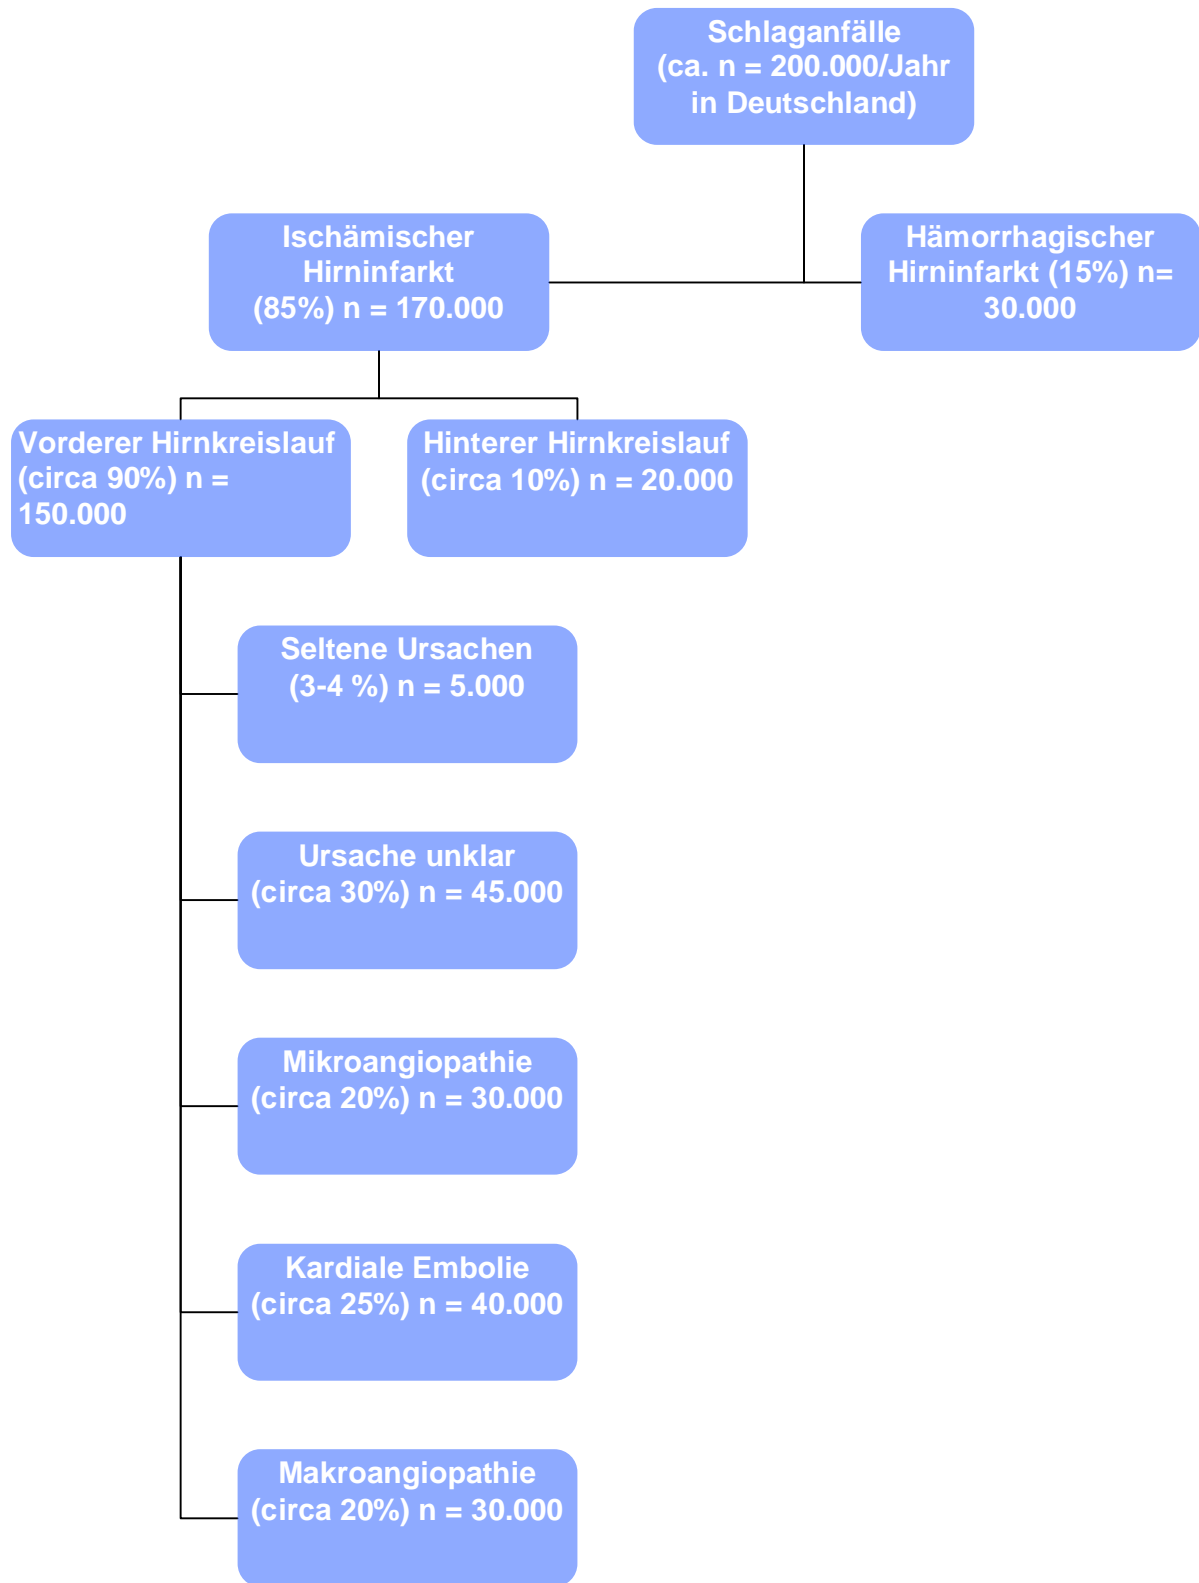 Schlaganfälle
(ca. n = 200.000/Jahr
in Deutschland)
Ischämischer
Hirninfarkt
(85%) n = 170.000
Hämorrhagischer
Hirninfarkt (15%) n=
30.000
Vorderer Hirnkreislauf
(circa 90%) n =
150.000
Hinterer Hirnkreislauf
(circa 10%) n = 20.000
Seltene Ursachen
(3-4 %) n = 5.000
Ursache unklar
(circa 30%) n = 45.000
Mikroangiopathie
(circa 20%) n = 30.000
Kardiale Embolie
(circa 25%) n = 40.000
Makroangiopathie
(circa 20%) n = 30.000